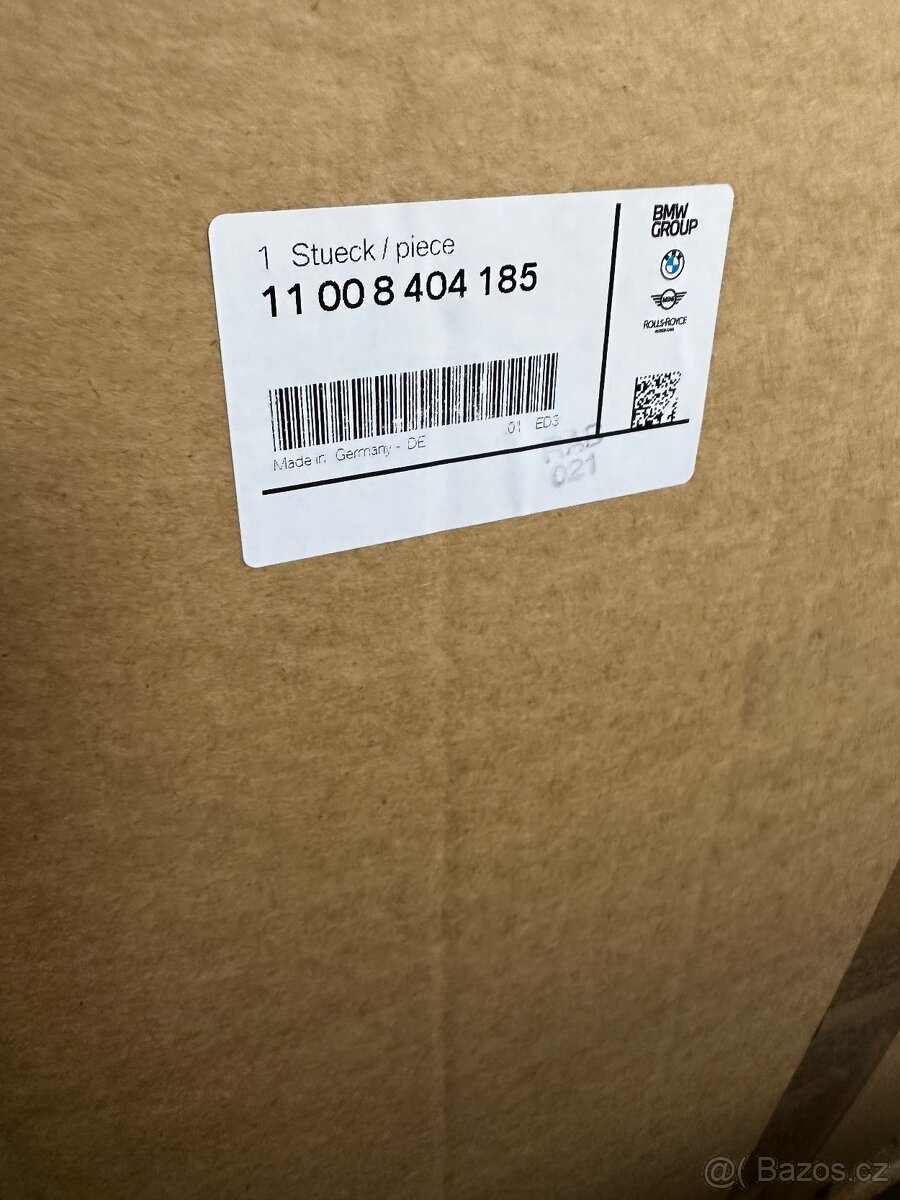 1 Stueck / piece
11 00 8 404 185
Made in Germany - DE
.01 ED3
021
BMW
GROUP
MINI
ROLLS-ROYCE
@( Bazos.cz